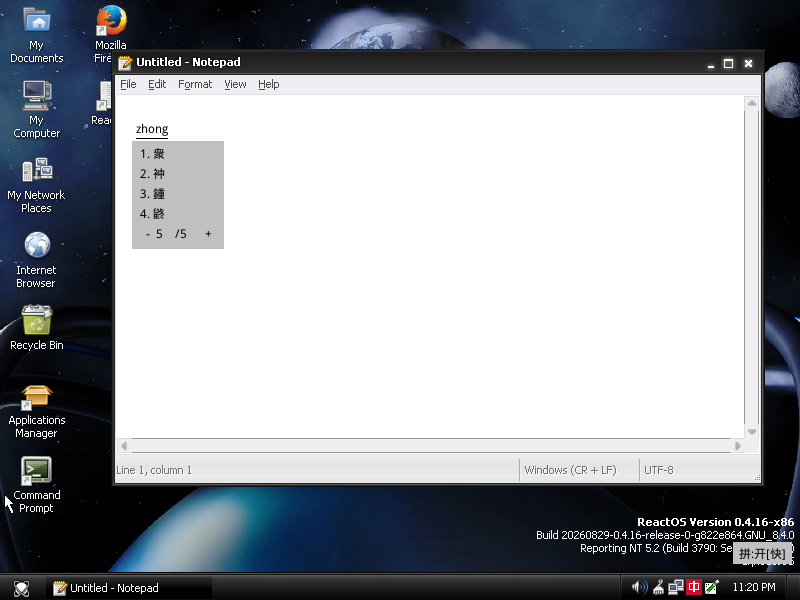 My Documents
Mozilla
Fire
My Computer
Reac
My Network Places
Internet Browser
Recycle Bin
Applications Manager
Command Prompt
Untitled - Notepad
File Edit Format View Help
zhong
1. 衆
2. 神
3. 鍾
4. 鼨
- 5 /5 +
Line 1, column 1
Windows (CR + LF)
UTF-8
ReactOS Version 0.4.16-x86
Build 20260829-0.4.16-release-0-g822e864.GNU_8.4.0
Reporting NT 5.2 (Build 3790: Se
拼:开[快]
Untitled - Notepad
中
11:20 PM